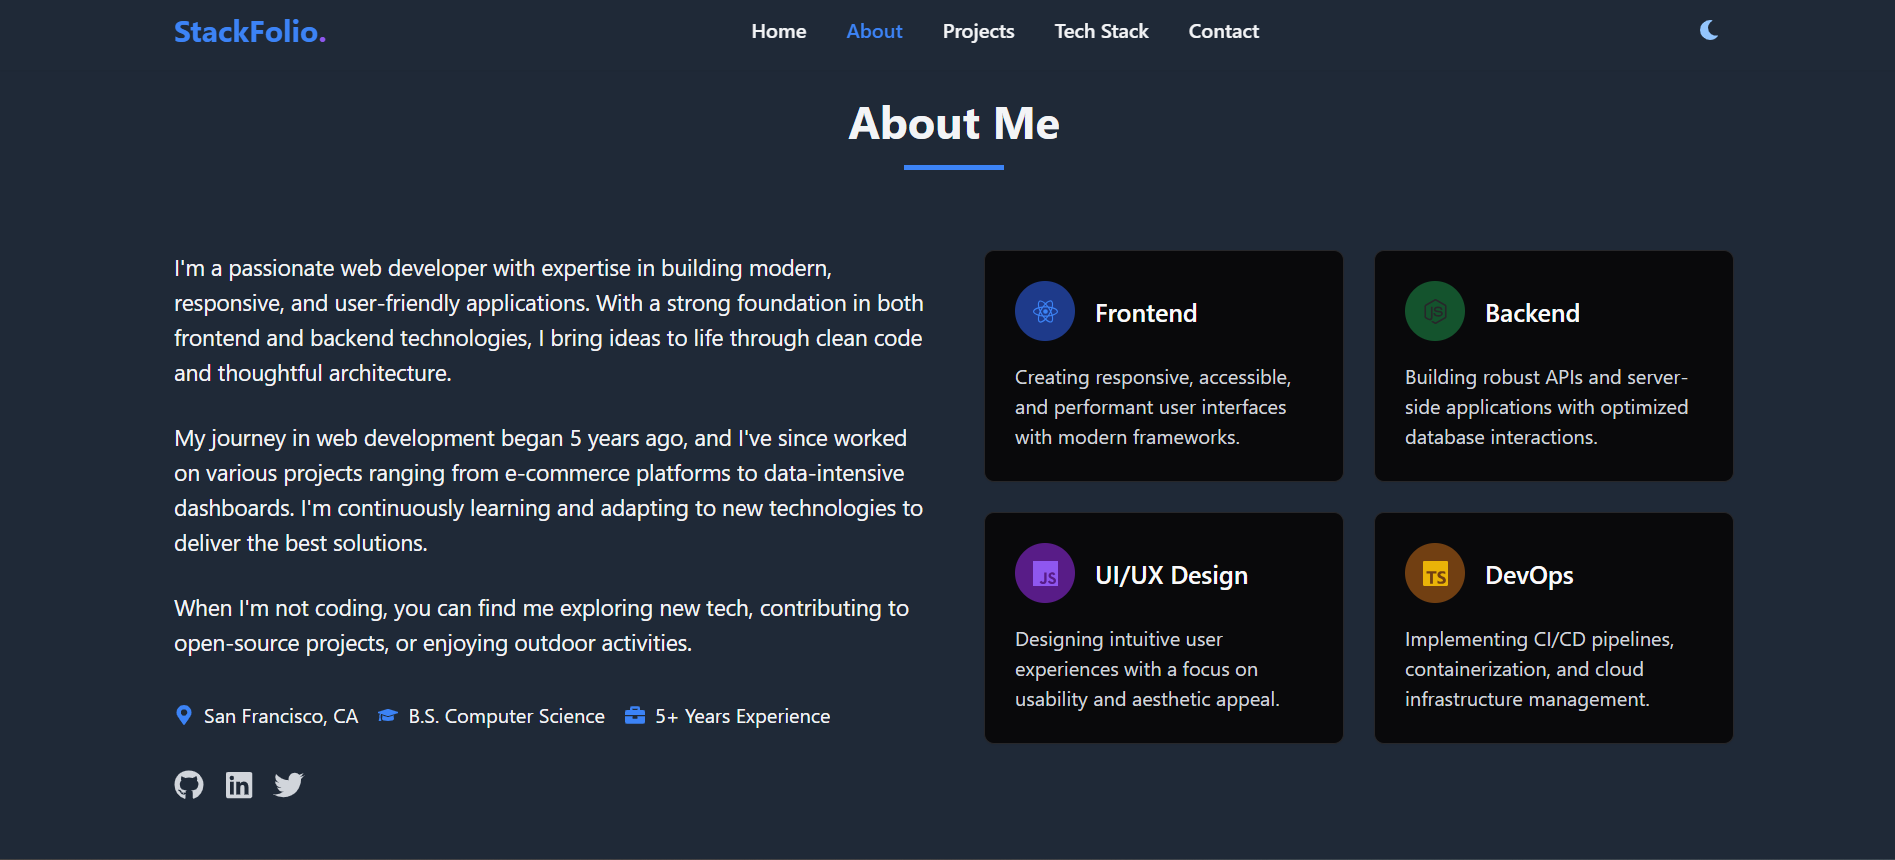 StackFolio.
Home
About
Projects
Tech Stack
Contact
About Me
I'm a passionate web developer with expertise in building modern,
responsive, and user-friendly applications. With a strong foundation in both
frontend and backend technologies, I bring ideas to life through clean code
and thoughtful architecture.
My journey in web development began 5 years ago, and I've since worked
on various projects ranging from e-commerce platforms to data-intensive
dashboards. I'm continuously learning and adapting to new technologies to
deliver the best solutions.
When I'm not coding, you can find me exploring new tech, contributing to
open-source projects, or enjoying outdoor activities.
San Francisco, CA
B.S. Computer Science
5+ Years Experience
in
Frontend
Creating responsive, accessible,
and performant user interfaces
with modern frameworks.
JS
Backend
Building robust APIs and server-
side applications with optimized
database interactions.
JS
UI/UX Design
Designing intuitive user
experiences with a focus on
usability and aesthetic appeal.
TS
DevOps
Implementing CI/CD pipelines,
containerization, and cloud
infrastructure management.